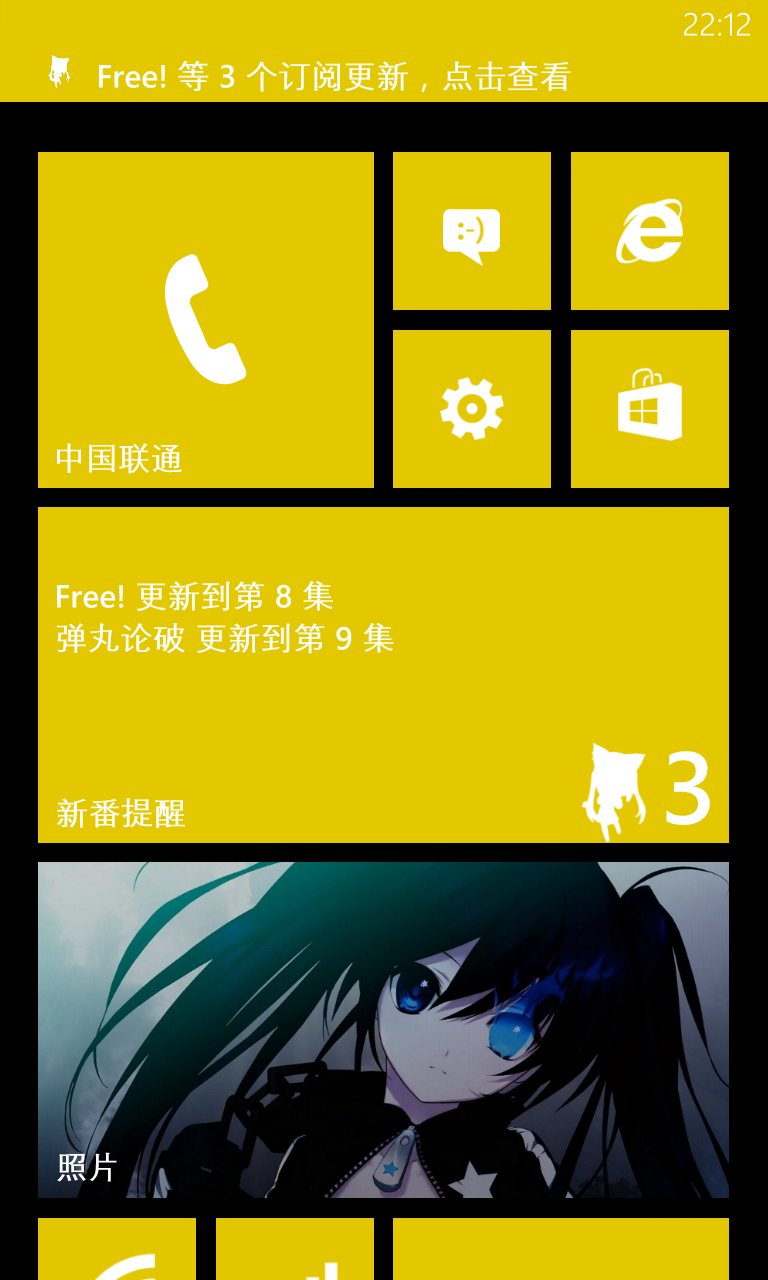 22:12
Free! 等 3 个订阅更新，点击查看
:-)
中国联通
Free! 更新到第 8 集
弹丸论破 更新到第 9 集
3
新番提醒
照片